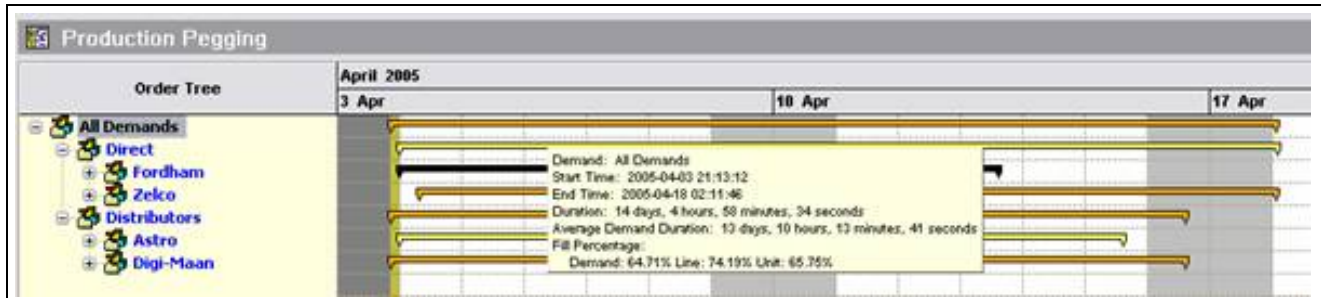 Production Pegging
Order Tree
April 2005
3 Apr
10 Apr
17 Apr
All Demands
Direct
Fordham
Zelco
Distributors
Astro
Digi-Maan
Demand: All Demands
Start Time: 2005-04-03 21:13:12
End Time: 2005-04-18 02:11:46
Duration: 14 days, 4 hours, 58 minutes, 34 seconds
Average Demand Duration: 13 days, 10 hours, 13 minutes, 41 seconds
Fill Percentage:
Demand: 64.71% Line: 74.19% Unit: 65.75%